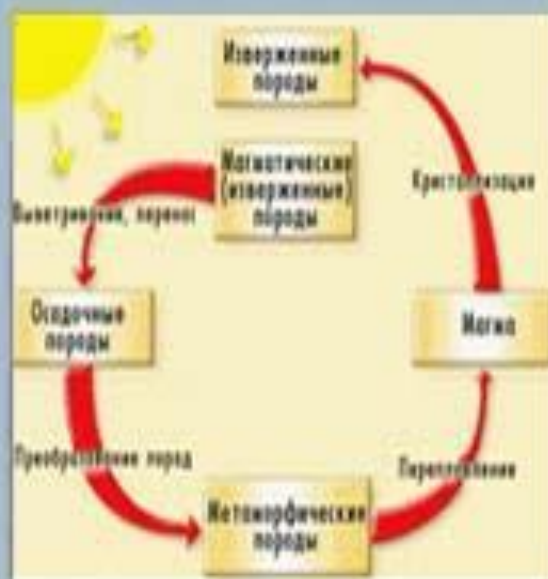 Изверженные
породы
Магматические
(изверженные)
породы
Кристаллизация
Выветривание, перенос
Осадочные
породы
Магма
Преобразование пород
Переплавление
Метаморфические
породы